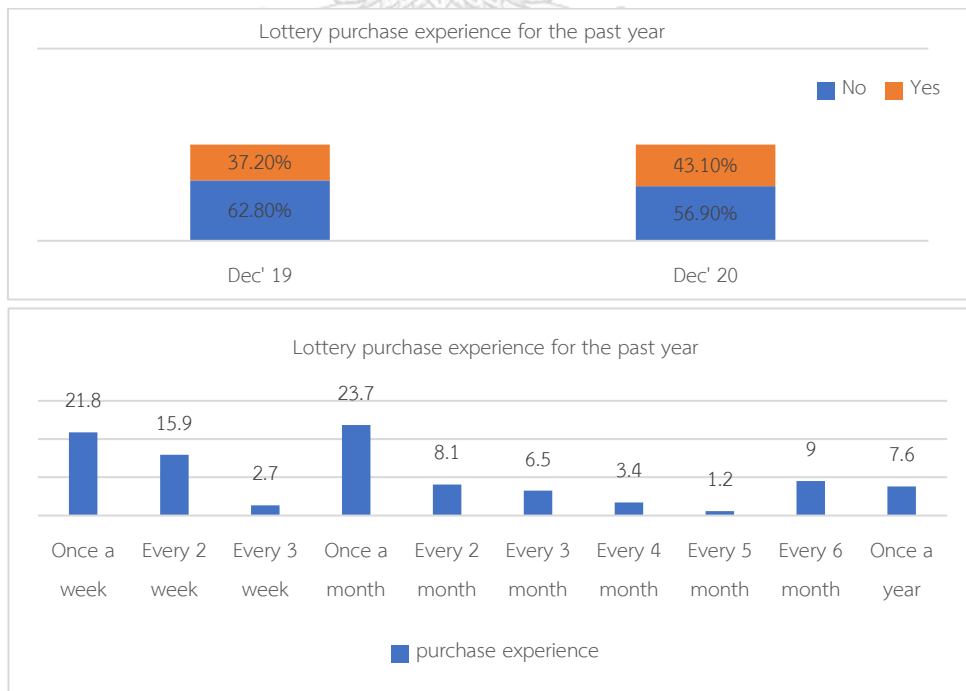 Lottery purchase experience for the past year
No Yes
37.20% 43.10%
62.80% 56.90%
Dec' 19 Dec' 20
Lottery purchase experience for the past year
21.8 15.9 2.7 23.7 8.1 6.5 3.4 1.2 9 7.6
Once a Every 2 Every 3 Once a Every 2 Every 3 Every 4 Every 5 Every 6 Once a
week week week month month month month month month year
purchase experience